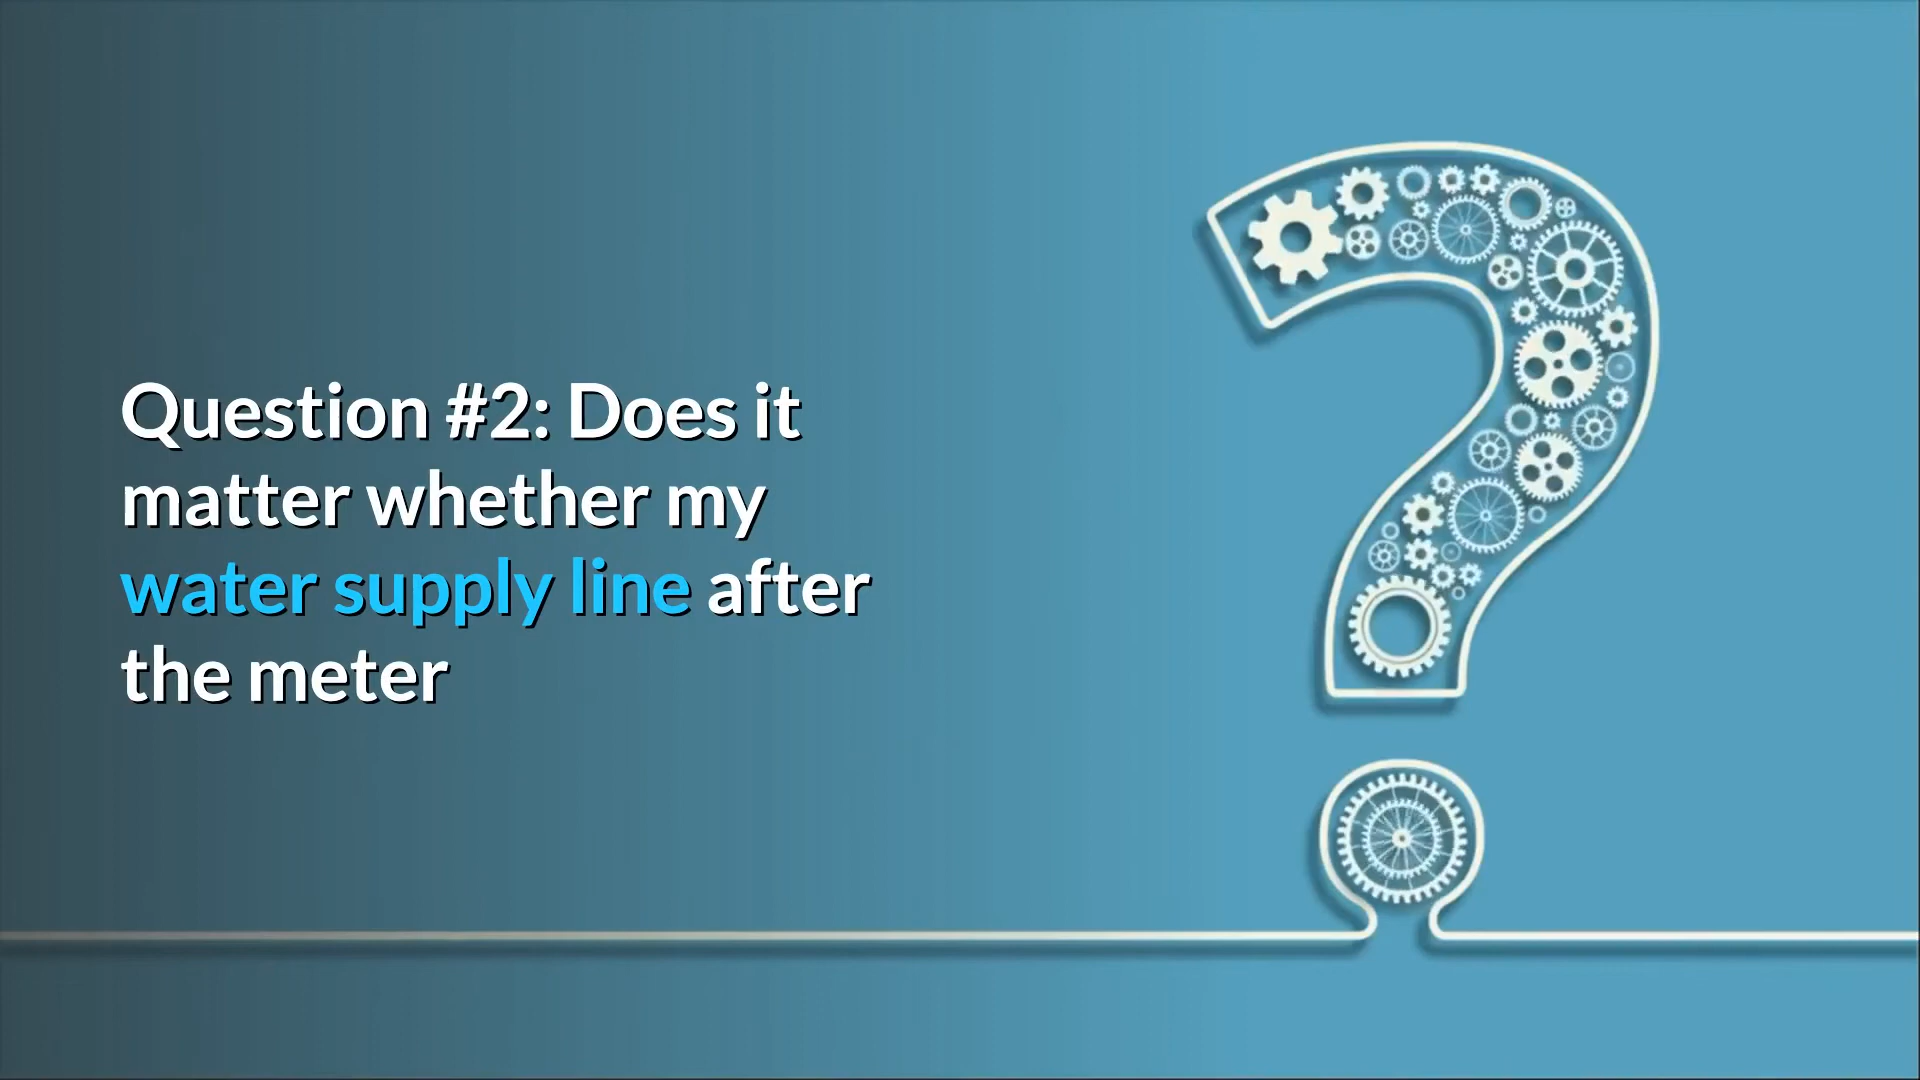 Question #2: Does it
matter whether my
water supply line after
the meter